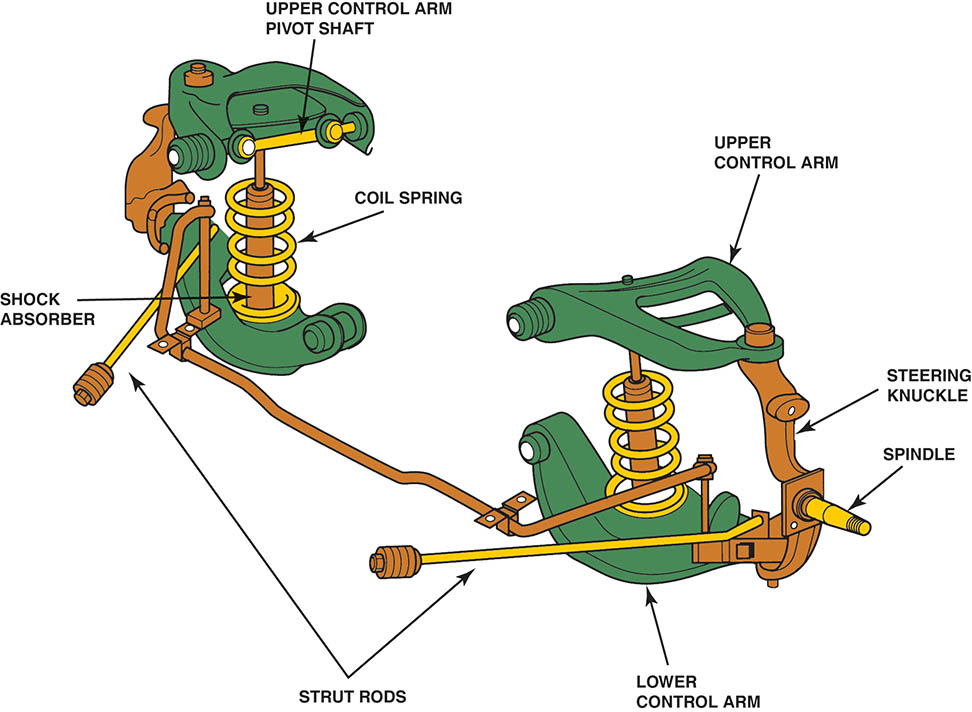 UPPER CONTROL ARM
PIVOT SHAFT
UPPER
CONTROL ARM
COIL SPRING
SHOCK
ABSORBER
STEERING
KNUCKLE
SPINDLE
STRUT RODS
LOWER
CONTROL ARM